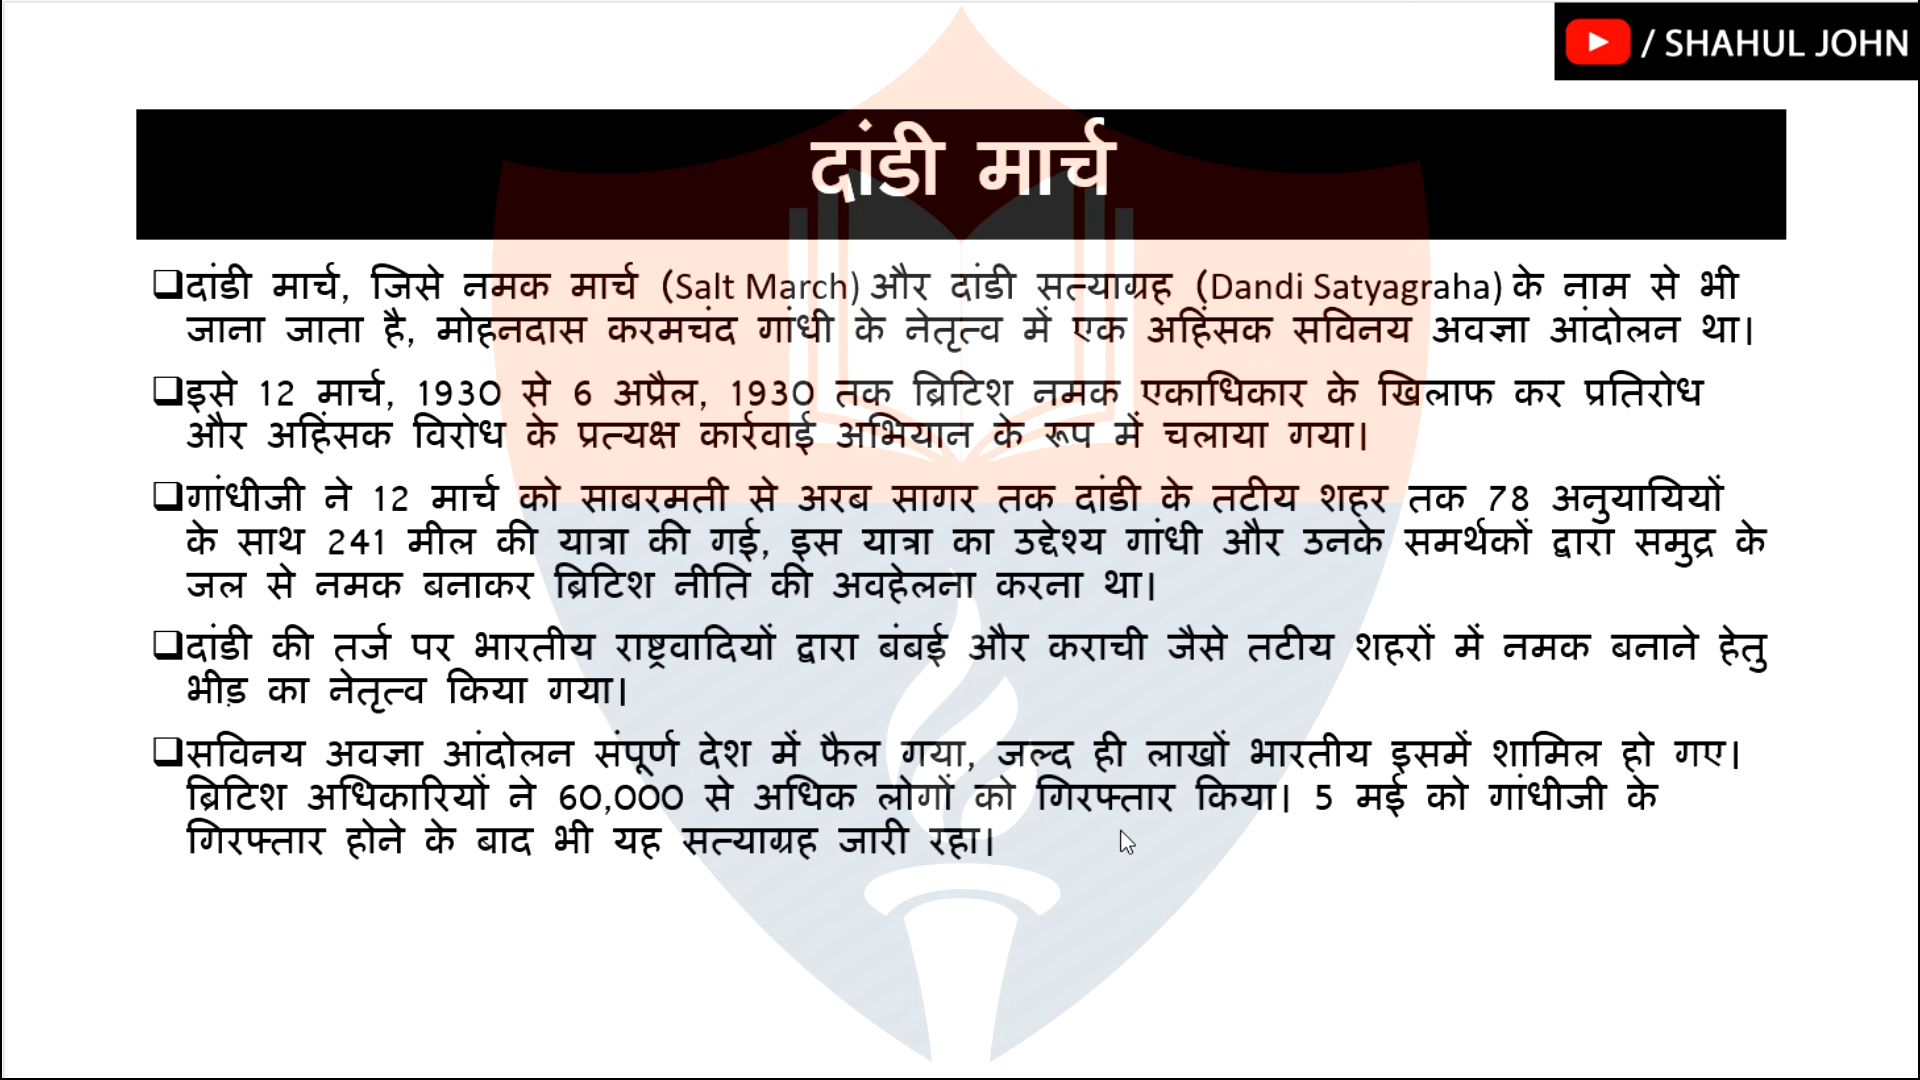 / SHAHUL JOHN
दांडी मार्च
❑दांडी मार्च, जिसे नमक मार्च (Salt March) और दांडी सत्याग्रह (Dandi Satyagraha) के नाम से भी
जाना जाता है, मोहनदास करमचंद गांधी के नेतृत्व में एक अहिंसक सविनय अवज्ञा आंदोलन था।
❑इसे 12 मार्च, 1930 से 6 अप्रैल, 1930 तक ब्रिटिश नमक एकाधिकार के खिलाफ कर प्रतिरोध
और अहिंसक विरोध के प्रत्यक्ष कार्रवाई अभियान के रूप में चलाया गया।
❑गांधीजी ने 12 मार्च को साबरमती से अरब सागर तक दांडी के तटीय शहर तक 78 अनुयायियों
के साथ 241 मील की यात्रा की गई, इस यात्रा का उद्देश्य गांधी और उनके समर्थकों द्वारा समुद्र के
जल से नमक बनाकर ब्रिटिश नीति की अवहेलना करना था।
❑दांडी की तर्ज पर भारतीय राष्ट्रवादियों द्वारा बंबई और कराची जैसे तटीय शहरों में नमक बनाने हेतु
भीड़ का नेतृत्व किया गया।
❑सविनय अवज्ञा आंदोलन संपूर्ण देश में फैल गया, जल्द ही लाखों भारतीय इसमें शामिल हो गए।
ब्रिटिश अधिकारियों ने 60,000 से अधिक लोगों को गिरफ्तार किया। 5 मई को गांधीजी के
गिरफ्तार होने के बाद भी यह सत्याग्रह जारी रहा।